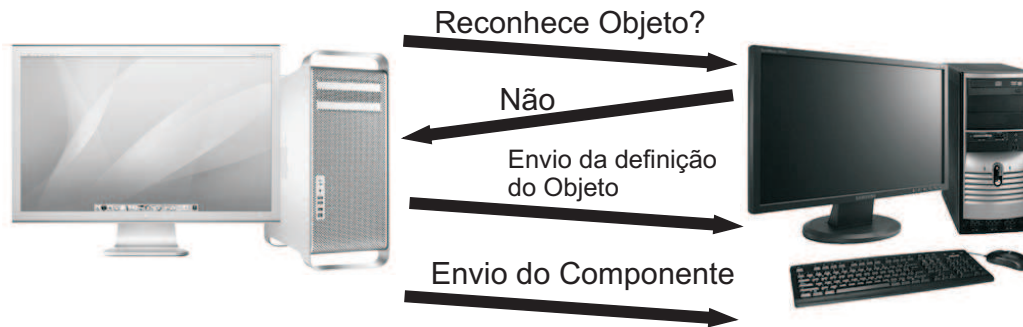 Reconhece Objeto?
Não
Envio da definição
do Objeto
Envio do Componente